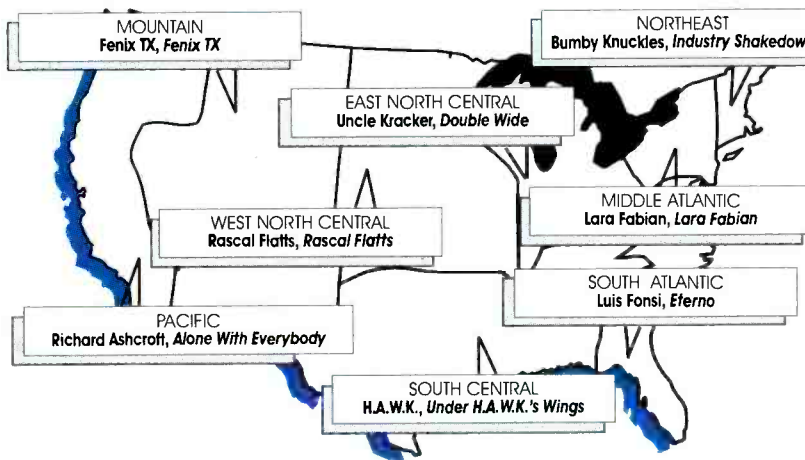 MOUNTAIN
Fenix TX, Fenix TX
NORTHEAST
Bumby Knuckles, Industry Shakedow
EAST NORTH CENTRAL
Uncle Kracker, Double Wide
MIDDLE ATLANTIC
Lara Fabian, Lara Fabian
WEST NORTH CENTRAL
Rascal Flatts, Rascal Flatts
SOUTH ATLANTIC
Luis Fonsi, Eterno
PACIFIC
Richard Ashcroft, Alone With Everybody
SOUTH CENTRAL
H.A.W.K., Under H.A.W.K.'s Wings